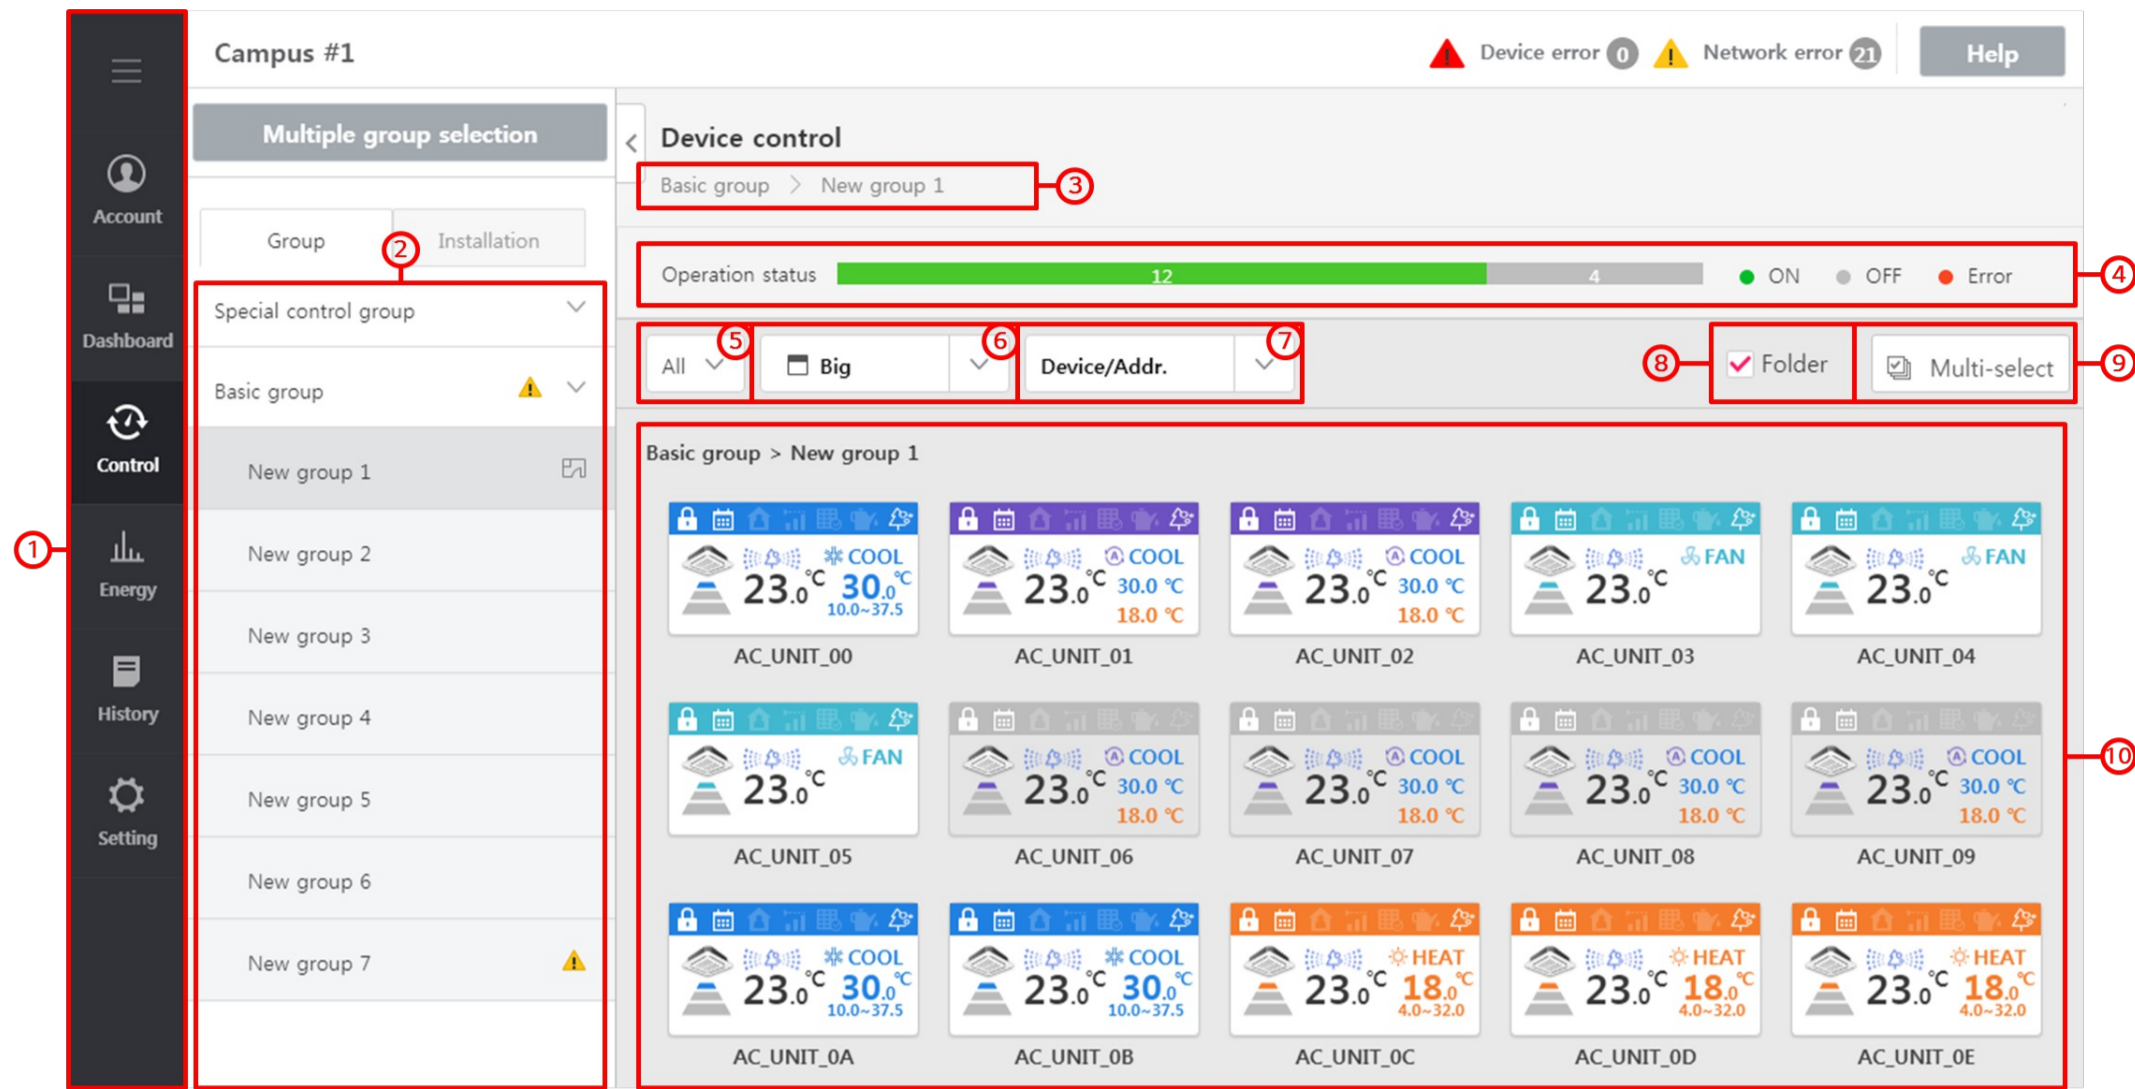 Campus #1
Device error 0
Network error 21
Help
Account
Dashboard
Control
Energy
History
Setting
1
Multiple group selection
Group
Installation
2
Special control group
Basic group
New group 1
New group 2
New group 3
New group 4
New group 5
New group 6
New group 7
Device control
Basic group > New group 1
3
Operation status 12 4 ON OFF Error
4
All
5
Big
6
Device/Addr.
7
8
Folder
Multi-select
9
10
Basic group > New group 1
COOL
23.0°C 30.0°C
10.0~37.5
AC_UNIT_00
A COOL
23.0°C 30.0 ℃
18.0 ℃
AC_UNIT_01
A COOL
23.0°C 30.0 ℃
18.0 ℃
AC_UNIT_02
FAN
23.0°C
AC_UNIT_03
FAN
23.0°C
AC_UNIT_04
FAN
23.0°C
AC_UNIT_05
A COOL
23.0°C 30.0 ℃
18.0 ℃
AC_UNIT_06
A COOL
23.0°C 30.0 ℃
18.0 ℃
AC_UNIT_07
A COOL
23.0°C 30.0 ℃
18.0 ℃
AC_UNIT_08
A COOL
23.0°C 30.0 ℃
18.0 ℃
AC_UNIT_09
COOL
23.0°C 30.0°C
10.0~37.5
AC_UNIT_0A
COOL
23.0°C 30.0°C
10.0~37.5
AC_UNIT_0B
HEAT
23.0°C 18.0°C
4.0~32.0
AC_UNIT_0C
HEAT
23.0°C 18.0°C
4.0~32.0
AC_UNIT_0D
HEAT
23.0°C 18.0°C
4.0~32.0
AC_UNIT_0E